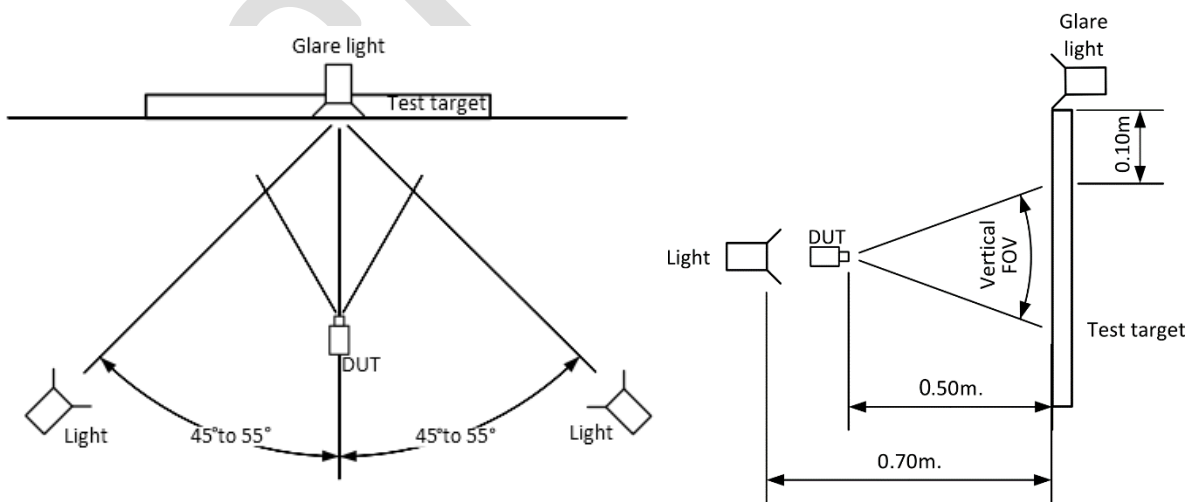 Glare light
Test target
DUT
Light
45°to 55°
45°to 55°
Light
Glare
light
0.10m
Light
DUT
Vertical
FOV
Test target
0.50m.
0.70m.